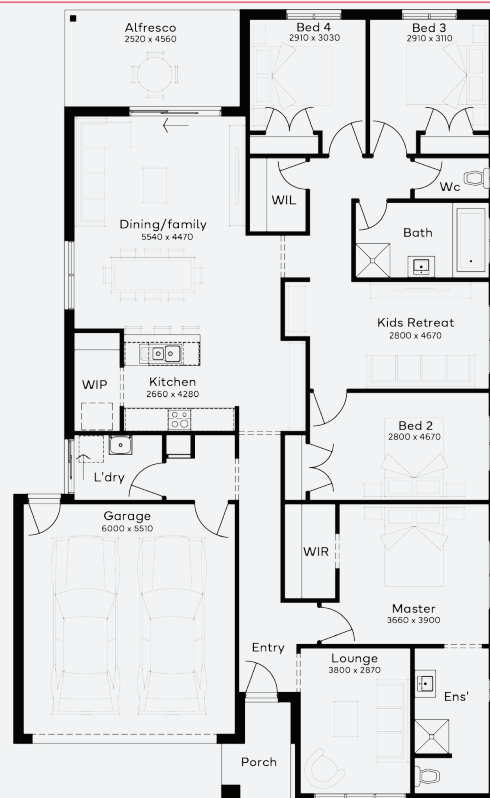 Alfresco
2520 x 4560
Bed 4
2910 x 3030
Bed 3
2910 x 3110
WIL
Wc
Bath
Dining/family
5540 x 4470
Kids Retreat
2800 x 4670
WIP
Kitchen
2660 x 4280
Bed 2
2800 x 4670
L'dry
Garage
6000 x 5510
WIR
Master
3660 x 3900
Entry
Lounge
3800 x 2870
Ens'
Porch